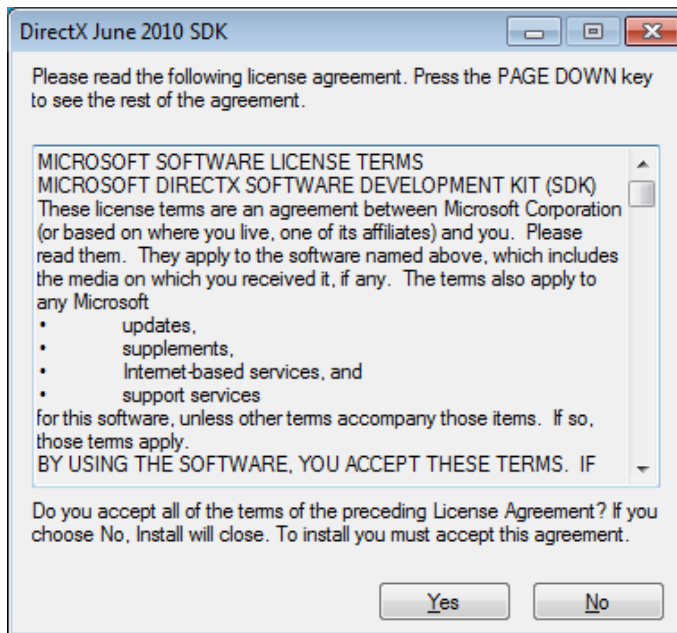 DirectX June 2010 SDK
Please read the following license agreement. Press the PAGE DOWN key
to see the rest of the agreement.
MICROSOFT SOFTWARE LICENSE TERMS
MICROSOFT DIRECTX SOFTWARE DEVELOPMENT KIT (SDK)
These license terms are an agreement between Microsoft Corporation
(or based on where you live, one of its affiliates) and you.  Please
read them.  They apply to the software named above, which includes
the media on which you received it, if any.  The terms also apply to
any Microsoft
• updates,
• supplements,
• Internet-based services, and
• support services
for this software, unless other terms accompany those items.  If so,
those terms apply.
BY USING THE SOFTWARE, YOU ACCEPT THESE TERMS.  IF
Do you accept all of the terms of the preceding License Agreement? If you
choose No, Install will close. To install you must accept this agreement.
Yes No